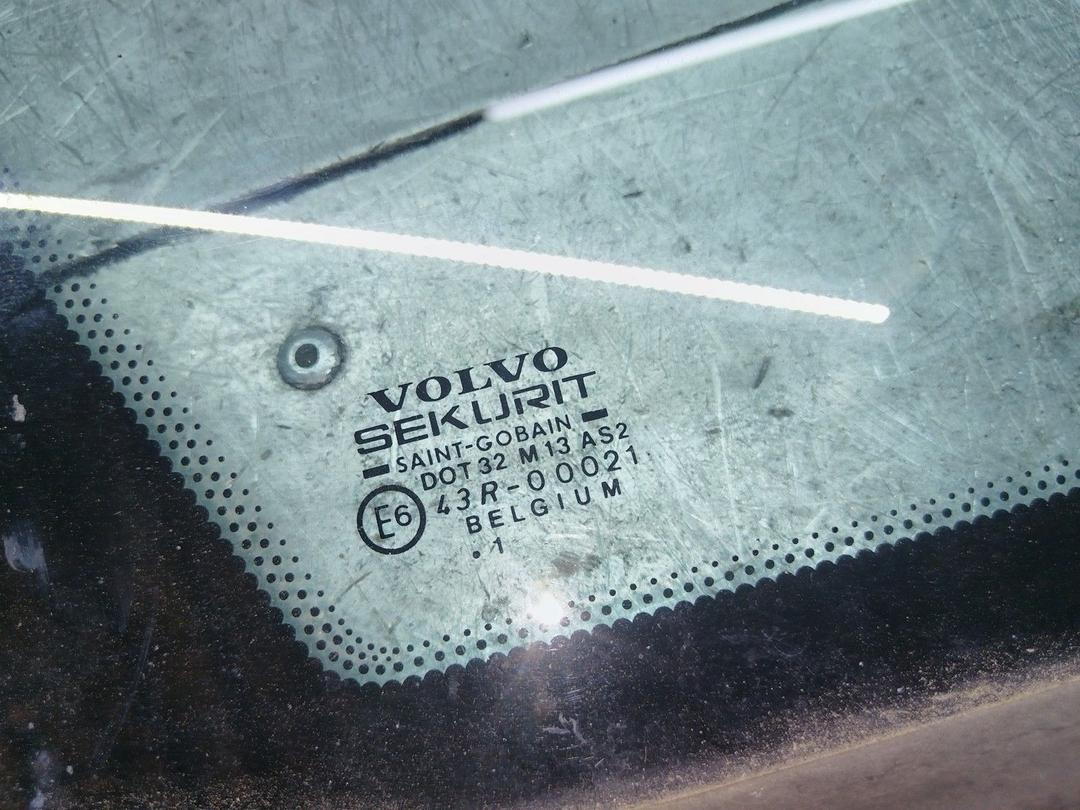 VOLVO
SEKURIT
SAINT-GOBAIN
DOT 32 M13 AS2
E6 43R-00021
BELGIUM
. 1